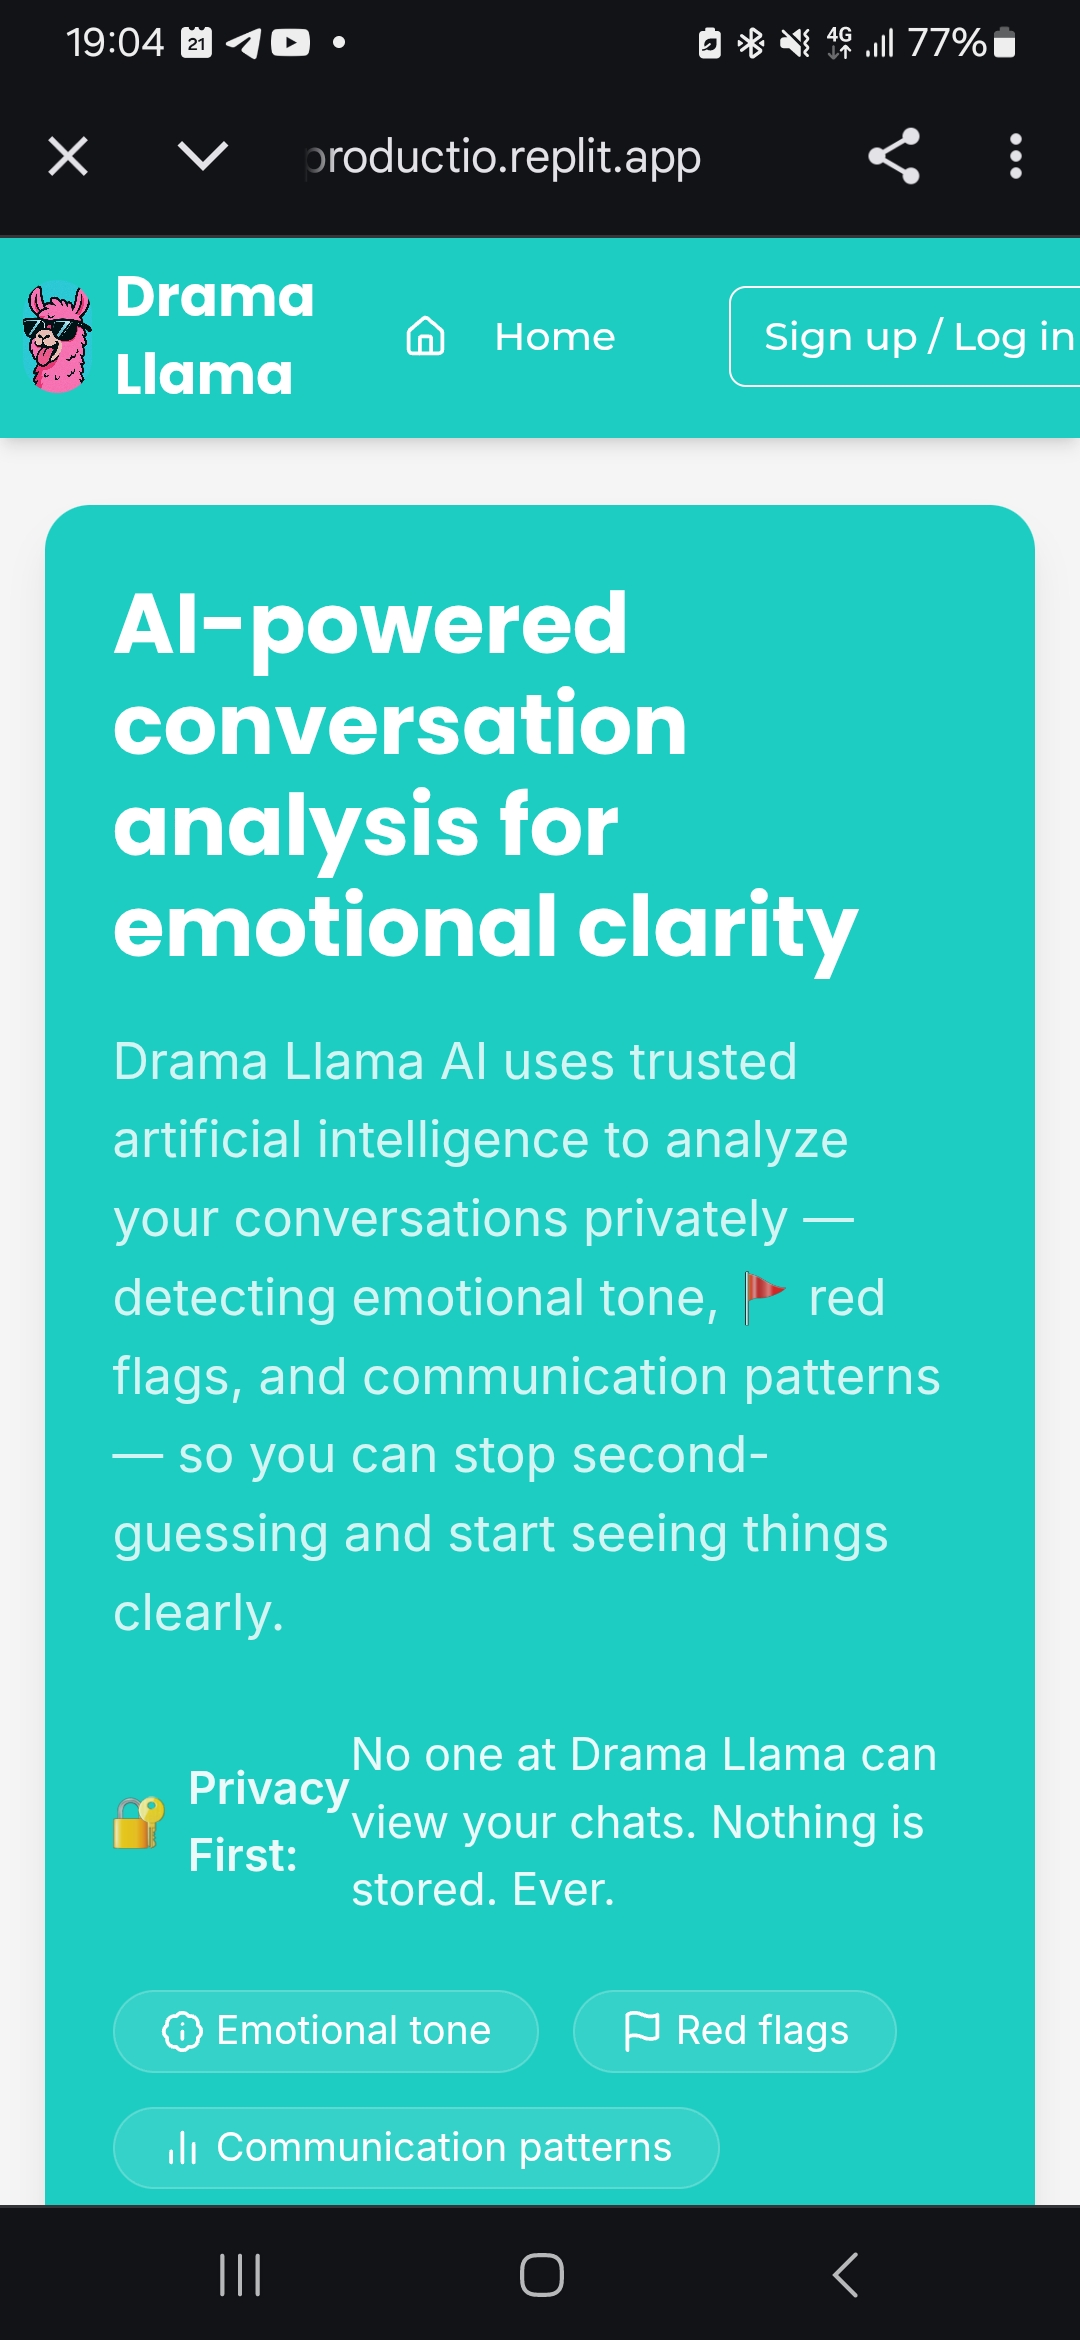 19:04 21 4G 77%
productio.replit.app
Drama
Llama
Home
Sign up / Log in
AI-powered
conversation
analysis for
emotional clarity
Drama Llama AI uses trusted
artificial intelligence to analyze
your conversations privately —
detecting emotional tone, 🚩 red
flags, and communication patterns
— so you can stop second-
guessing and start seeing things
clearly.
🔐 Privacy
First:
No one at Drama Llama can
view your chats. Nothing is
stored. Ever.
Emotional tone
Red flags
Communication patterns